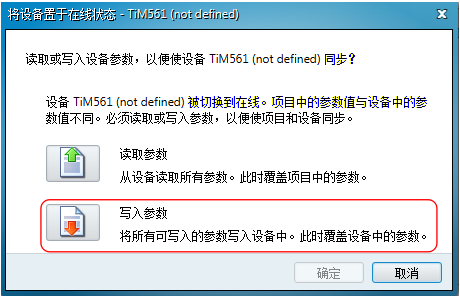 将设备置于在线状态 - TiM561 (not defined)
读取或写入设备参数，以便使TiM561 (not defined) 同步？
设备 TiM561 (not defined) 被切换到在线。项目中的参数值与设备中的参
数值不同。必须读取或写入参数，以便使项目和设备同步。
读取参数
从设备读取所有参数。此时覆盖项目中的参数。
写入参数
将所有可写入的参数写入设备中。此时覆盖设备中的参数。
确定
取消